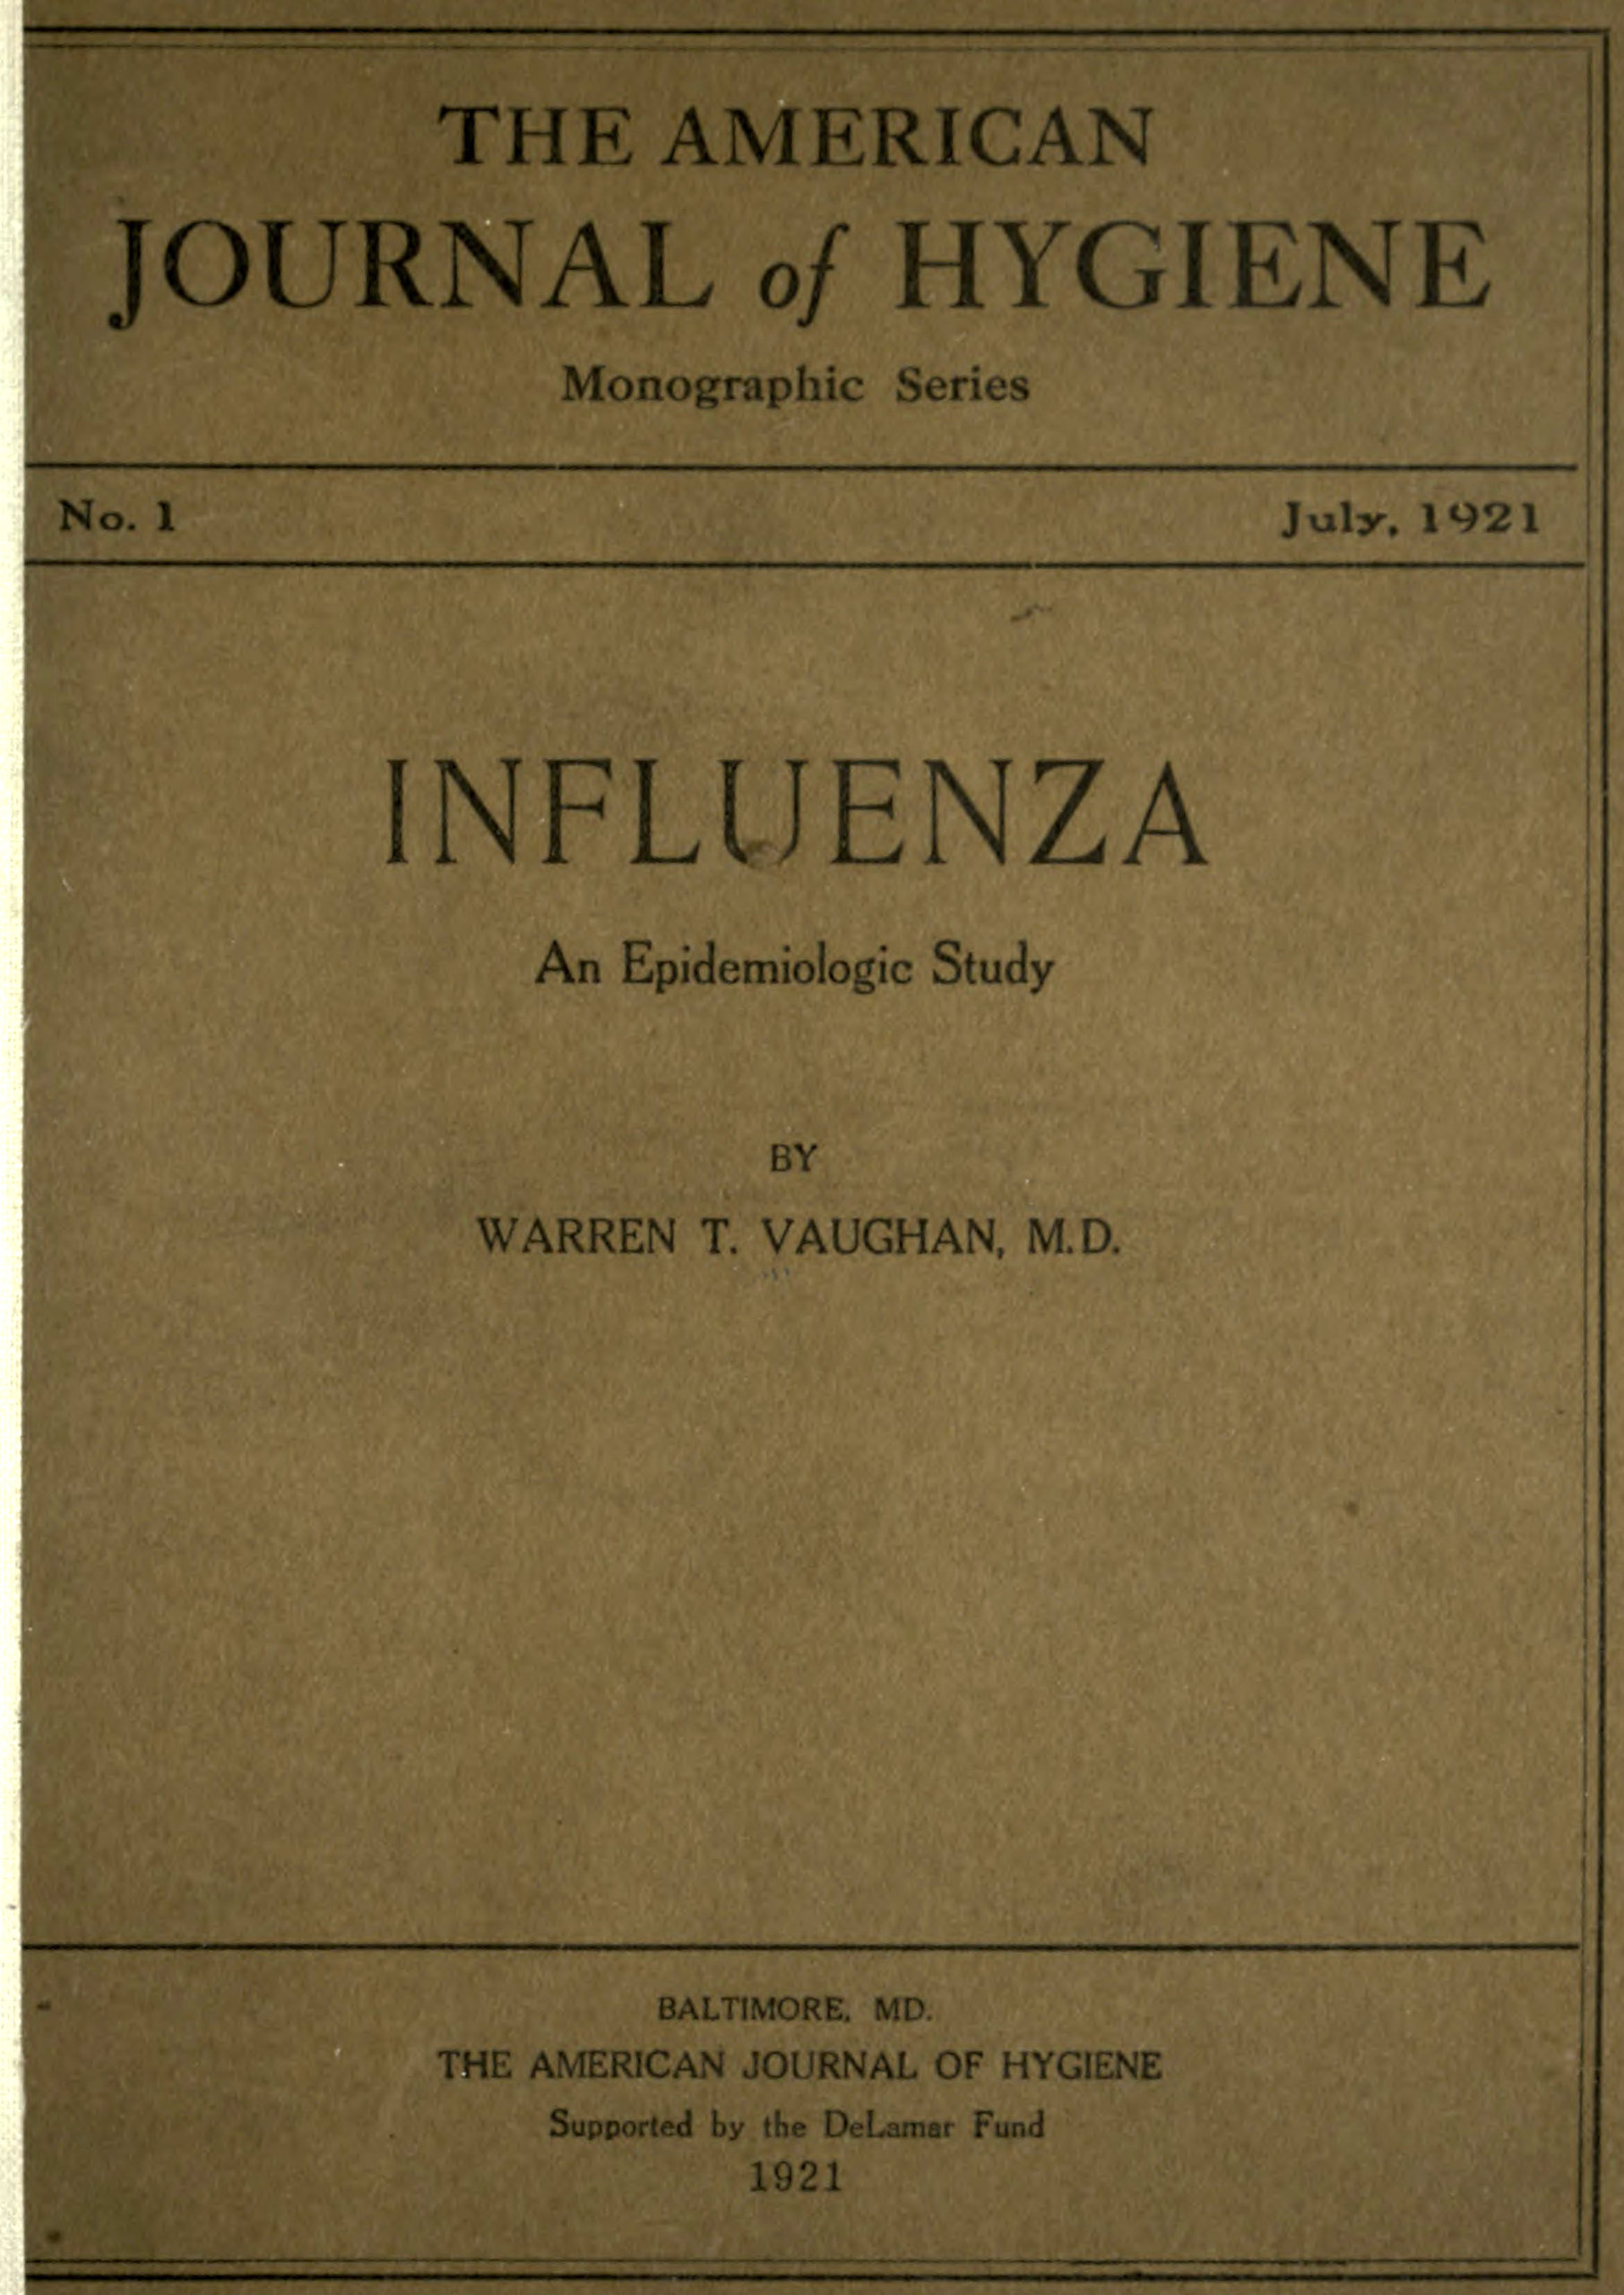 THE AMERICAN
JOURNAL of HYGIENE
Monographic Series
No. 1 July, 1921
INFLUENZA
An Epidemiologic Study
BY
WARREN T. VAUGHAN, M.D.
BALTIMORE, MD.
THE AMERICAN JOURNAL OF HYGIENE
Supported by the DeLamar Fund
1921